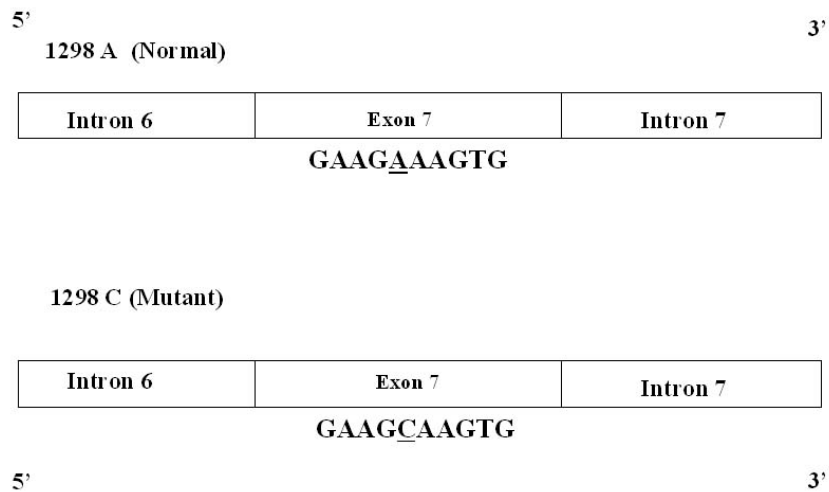 5’ 3’
1298 A (Normal)
Intron 6 Exon 7 Intron 7
GAAGAAAGTG
1298 C (Mutant)
Intron 6 Exon 7 Intron 7
GAAGCAAGTG
5’ 3’